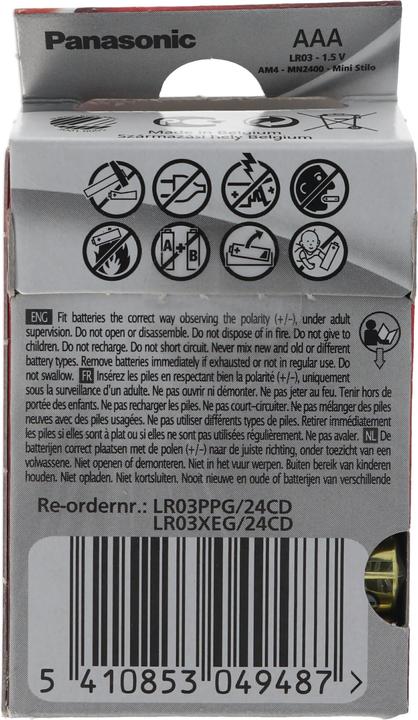 Panasonic
AAA
LR03 - 1.5 V
AM4 - MN2400 - Mini Stilo
Made in Belgium
Származási hely Belgium
A + B
ENG Fit batteries the correct way observing the polarity (+/-), under adult
supervision. Do not open or disassemble. Do not dispose of in fire. Do not give to
children. Do not recharge. Do not short circuit. Never mix new and old or different
battery types. Remove batteries immediately if exhausted or not in regular use. Do
not swallow. FR Insérez les piles en respectant bien la polarité (+/-), uniquement
sous la surveillance d'un adulte. Ne pas ouvrir ni démonter. Ne pas jeter au feu. Tenir hors de
portée des enfants. Ne pas recharger les piles. Ne pas court-circuiter. Ne pas mélanger des piles
neuves avec des piles usagées. Ne pas utiliser différents types de piles. Retirer immédiatement
les piles si elles sont à plat ou si elles ne sont pas utilisées régulièrement. Ne pas avaler. NL De
batterijen correct plaatsen met de polen (+/-) naar de juiste richting, onder toezicht van een
volwassene. Niet openen of demonteren. Niet in het vuur werpen. Buiten bereik van kinderen
houden. Niet opladen. Niet kortsluiten. Nooit nieuwe en oude of batterijen van verschillende
Re-ordernr.: LR03PPG/24CD
LR03XEG/24CD
5 410853 049487 >